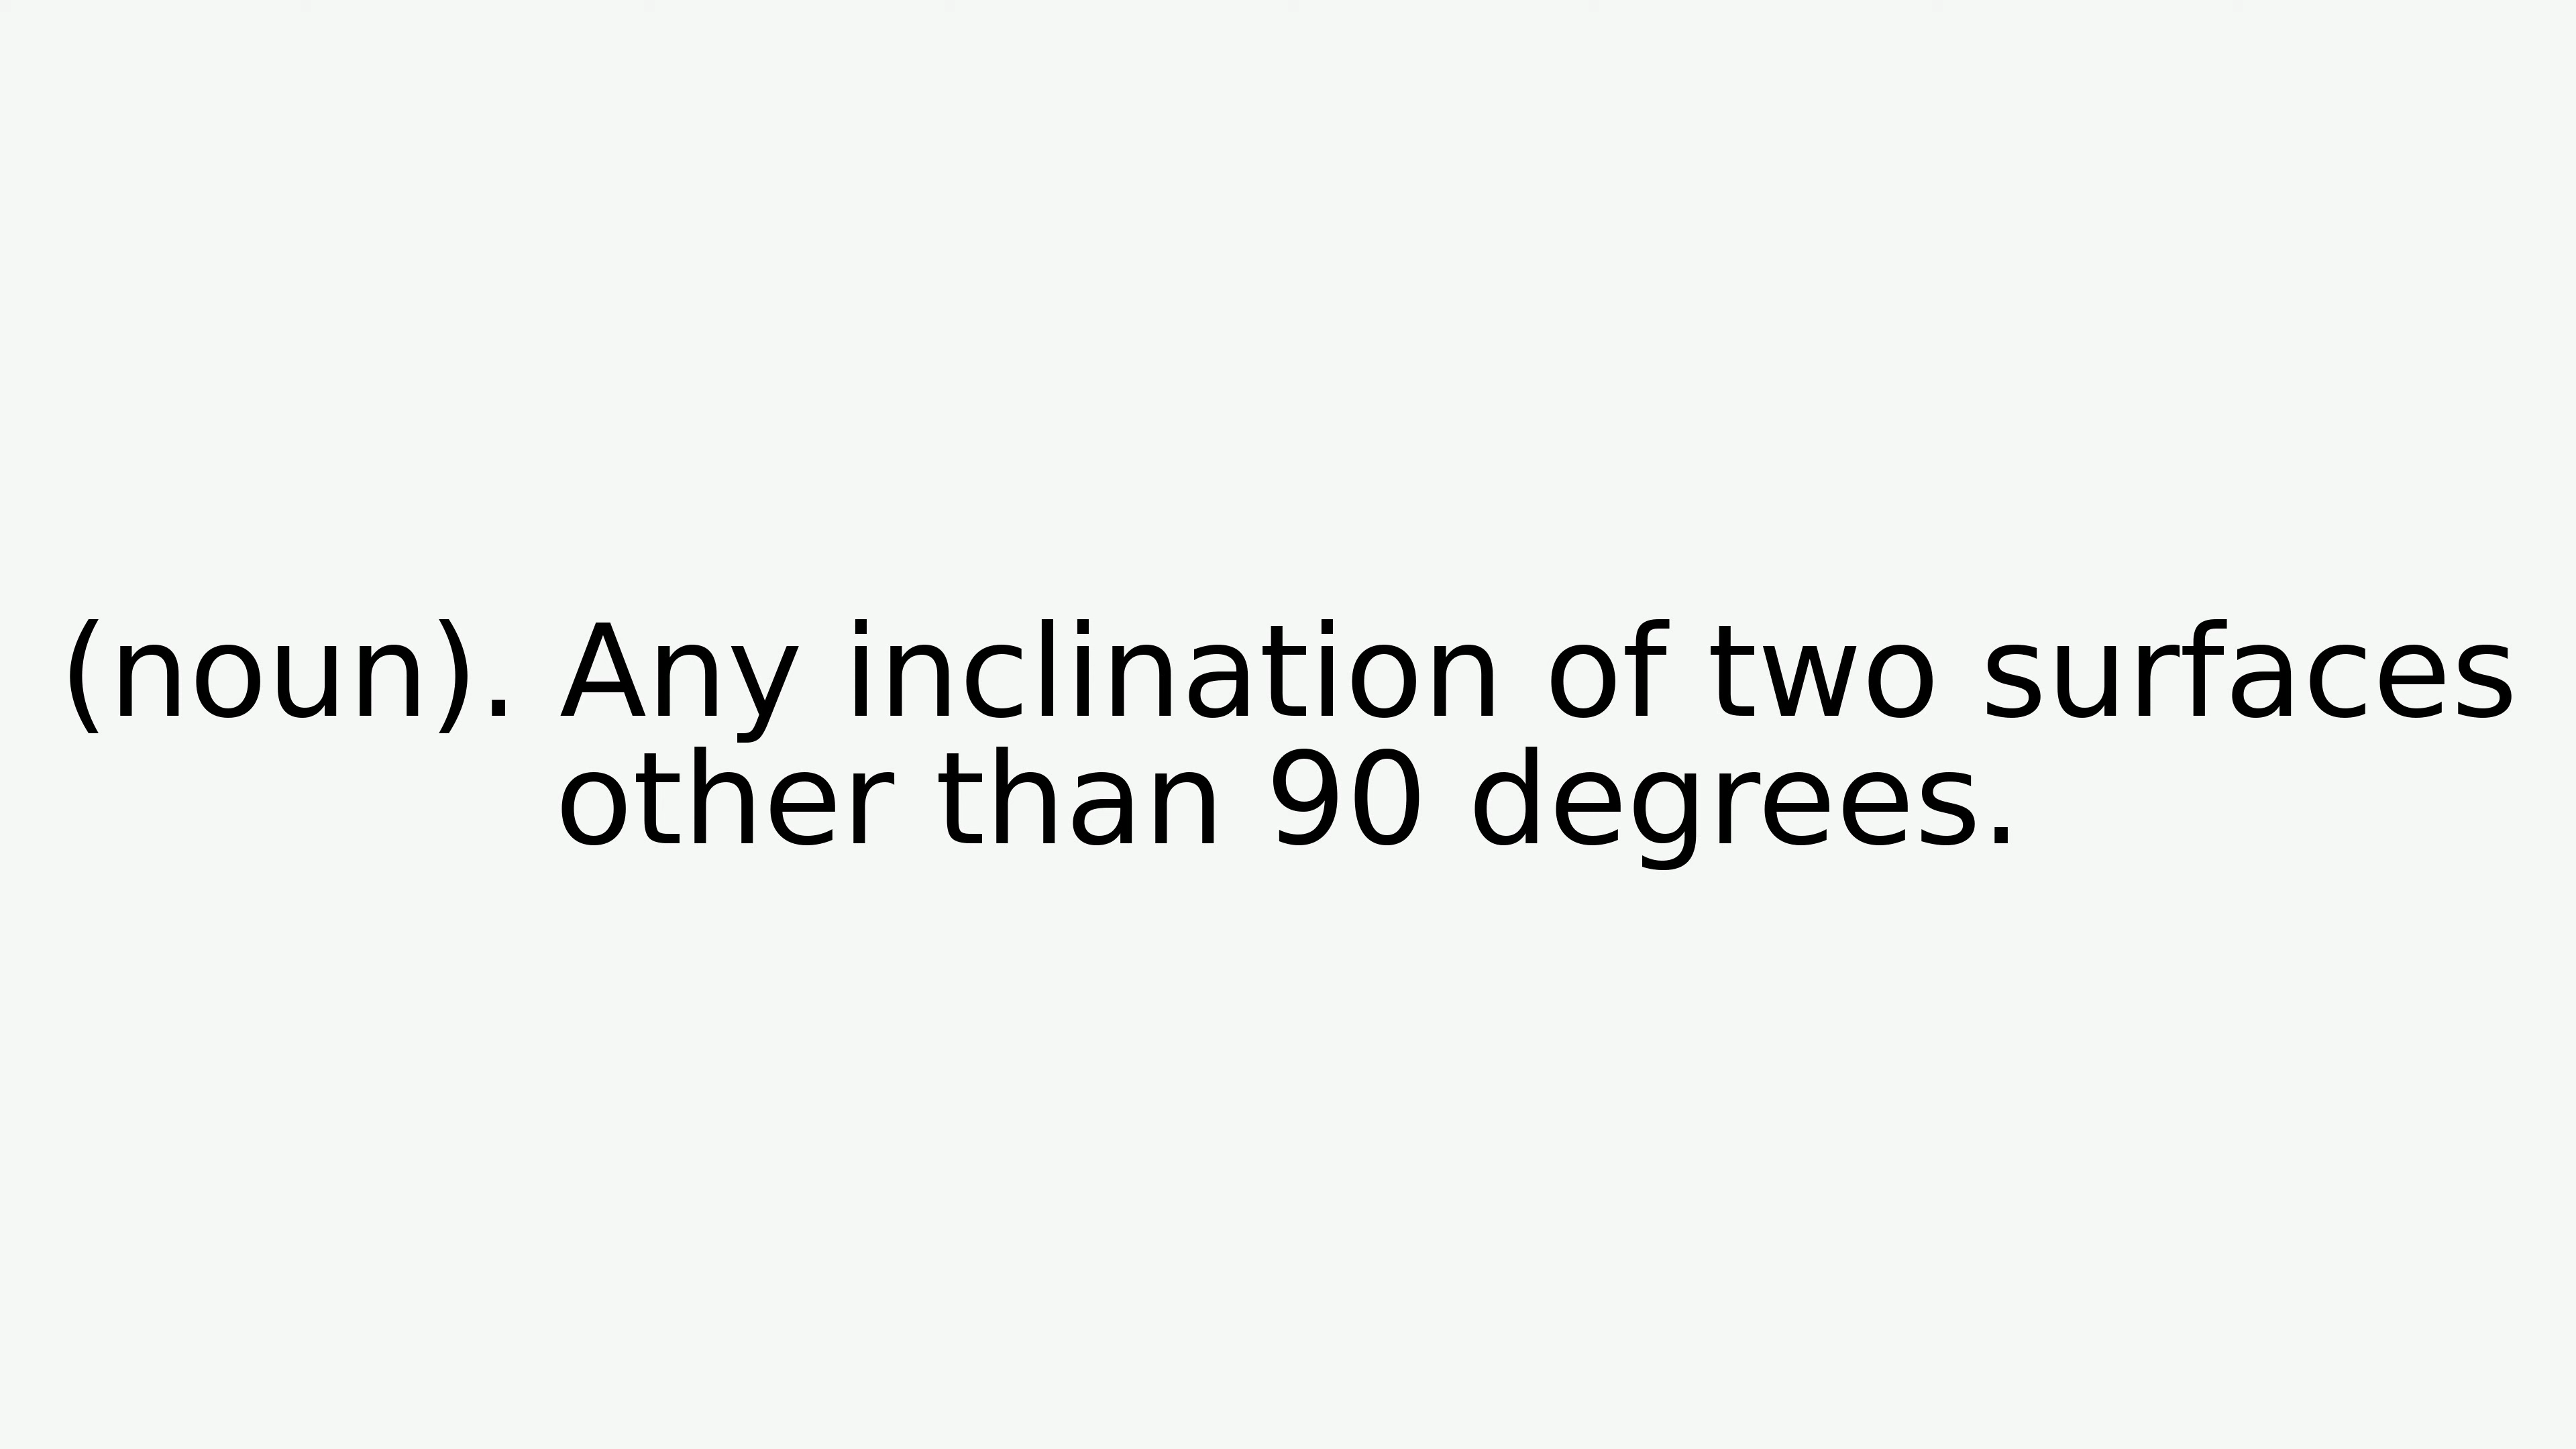 (noun). Any inclination of two surfaces
other than 90 degrees.